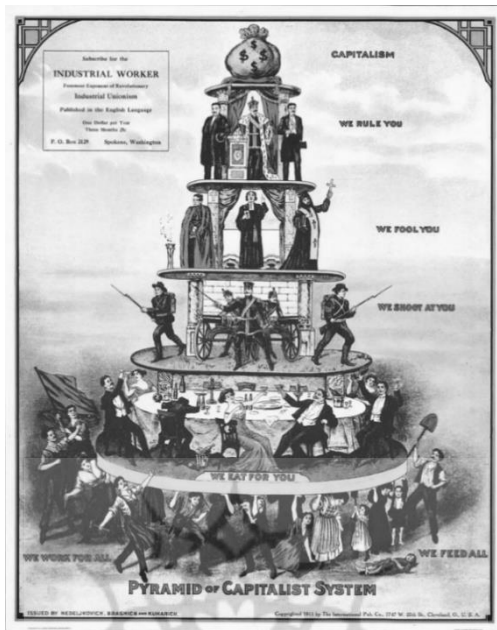 Subscribe for the
INDUSTRIAL WORKER
Foremost Exponent of Revolutionary
Industrial Unionism
Published in the English Language
One Dollar per Year
Three Months 25c
P. O. Box 2129 Spokane, Washington
CAPITALISM
WE RULE YOU
WE FOOL YOU
WE SHOOT AT YOU
WE EAT FOR YOU
WE WORK FOR ALL
WE FEED ALL
PYRAMID OF CAPITALIST SYSTEM
ISSUED BY NEDELJKOVICH, BRASHICH AND KUHARICH
Copyrighted 1911 by The International Pub. Co., 1747 W. 25th St., Cleveland, O., U. S. A.